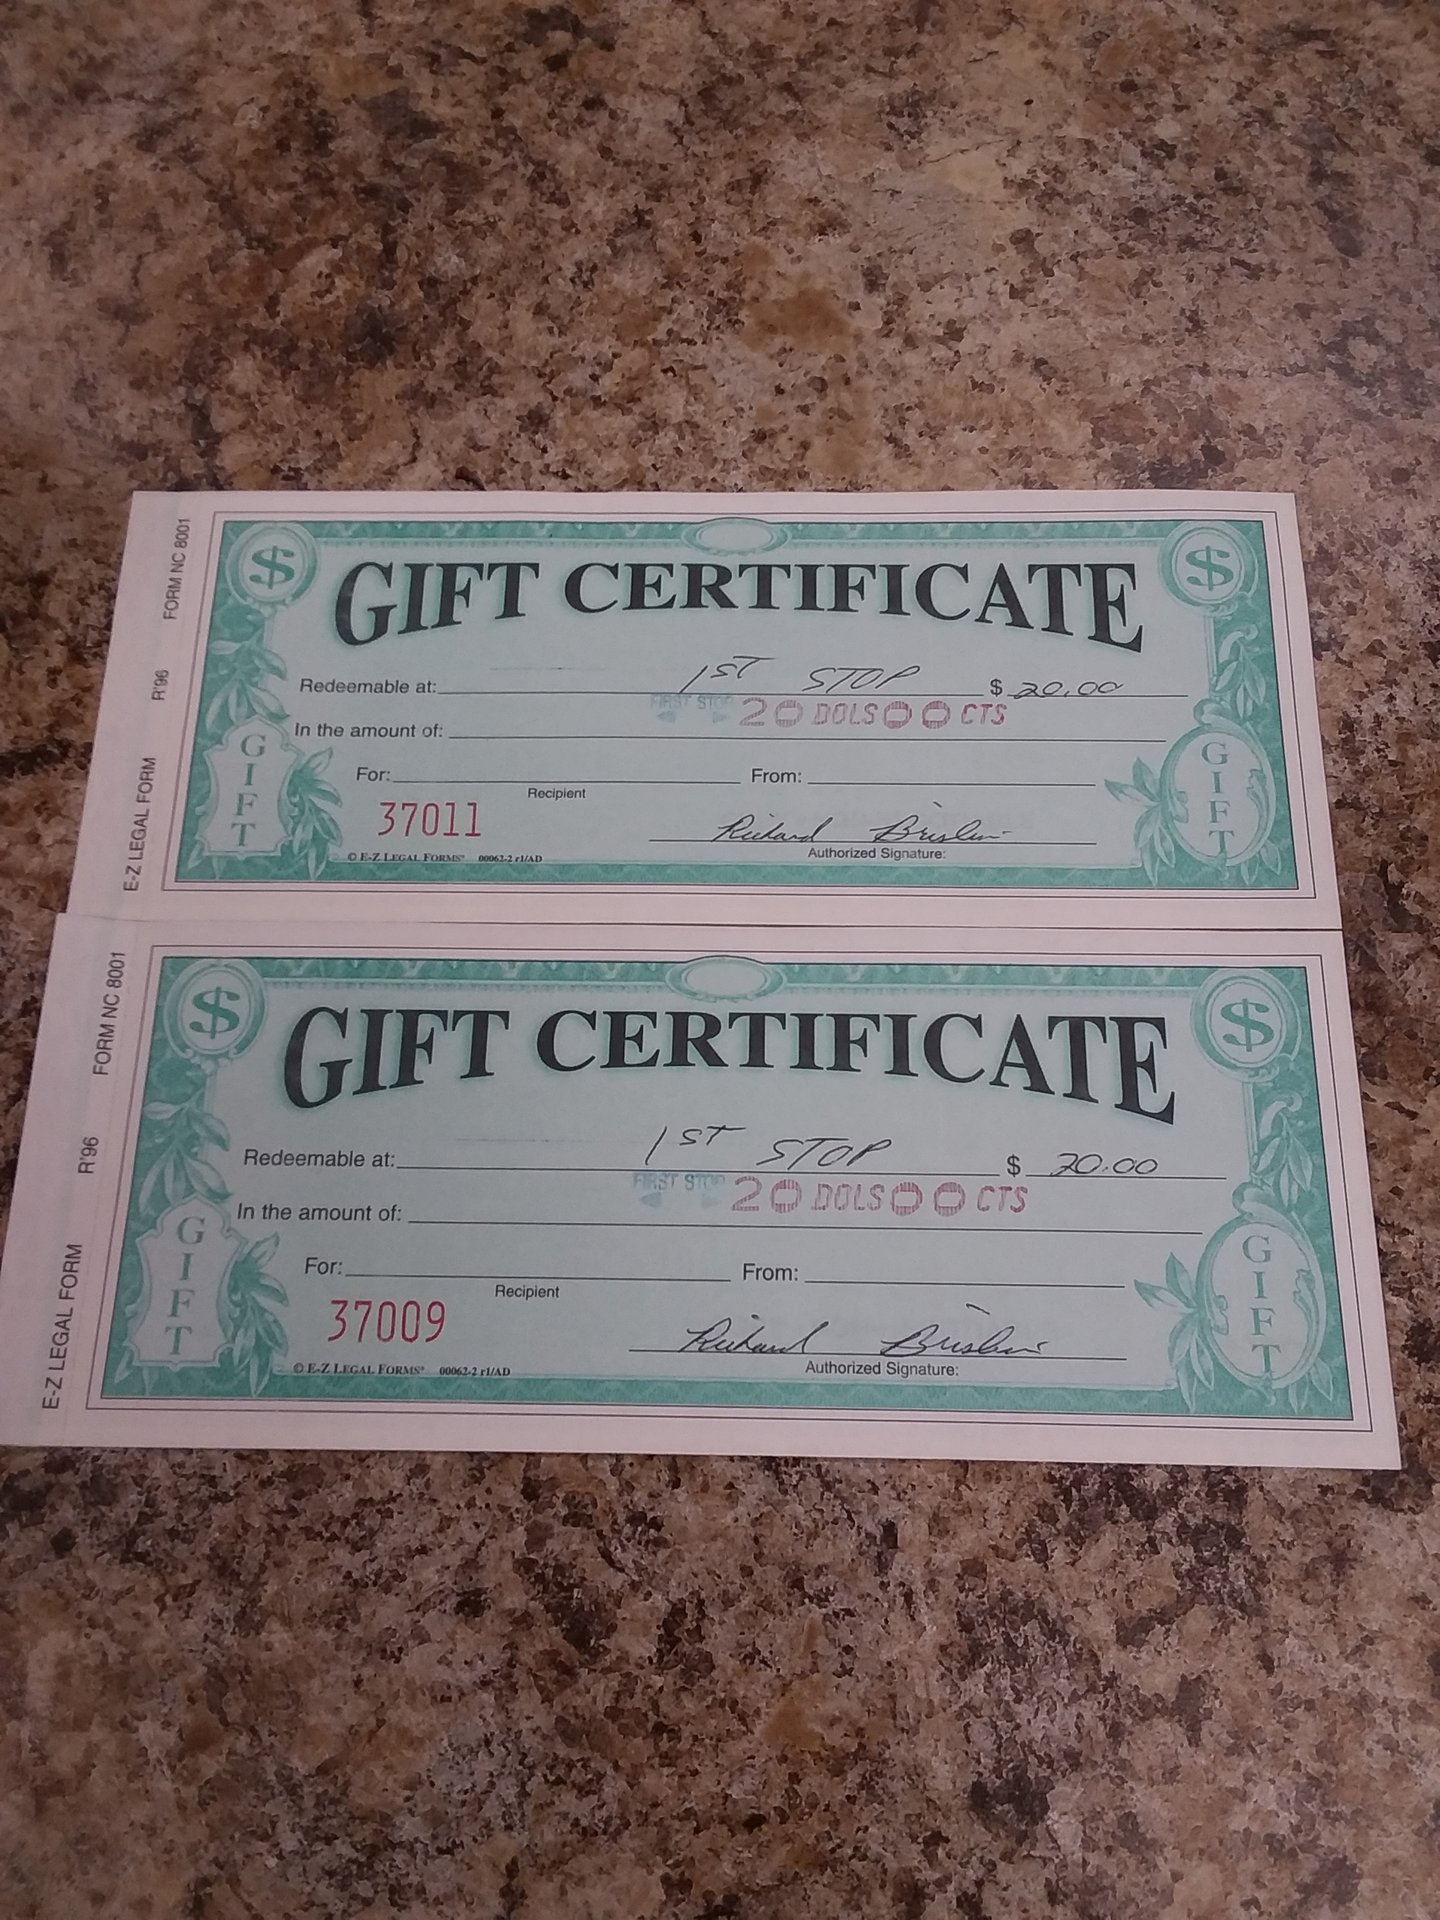 FORM NC 8001
R'96
E-Z LEGAL FORM
$ $
GIFT CERTIFICATE
Redeemable at: 1ST STOP $ 20.00
FIRST STOP 20 DOLS 00 CTS
In the amount of:
For: From:
Recipient
GIFT GIFT
37011
Richard Brislin
Authorized Signature:
© E-Z LEGAL FORMS® 00062-2 r1/AD
FORM NC 8001
R'96
E-Z LEGAL FORM
$ $
GIFT CERTIFICATE
Redeemable at: 1ST STOP $ 20.00
FIRST STOP 20 DOLS 00 CTS
In the amount of:
For: From:
Recipient
GIFT GIFT
37009
Richard Brislin
Authorized Signature:
© E-Z LEGAL FORMS® 00062-2 r1/AD